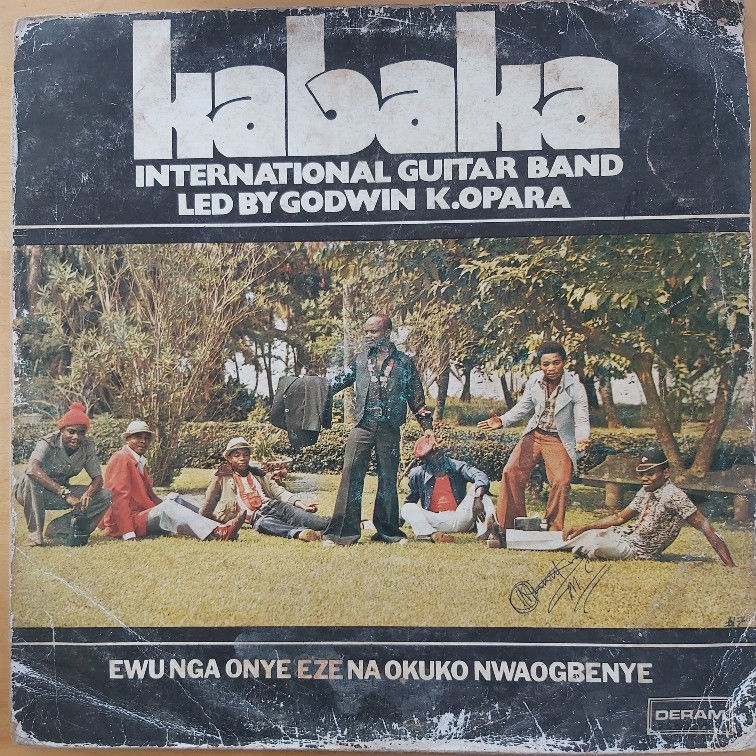 kabaka
INTERNATIONAL GUITAR BAND
LED BY GODWIN K.OPARA
EWU NGA ONYE EZE NA OKUKO NWAOGBENYE
DERAM